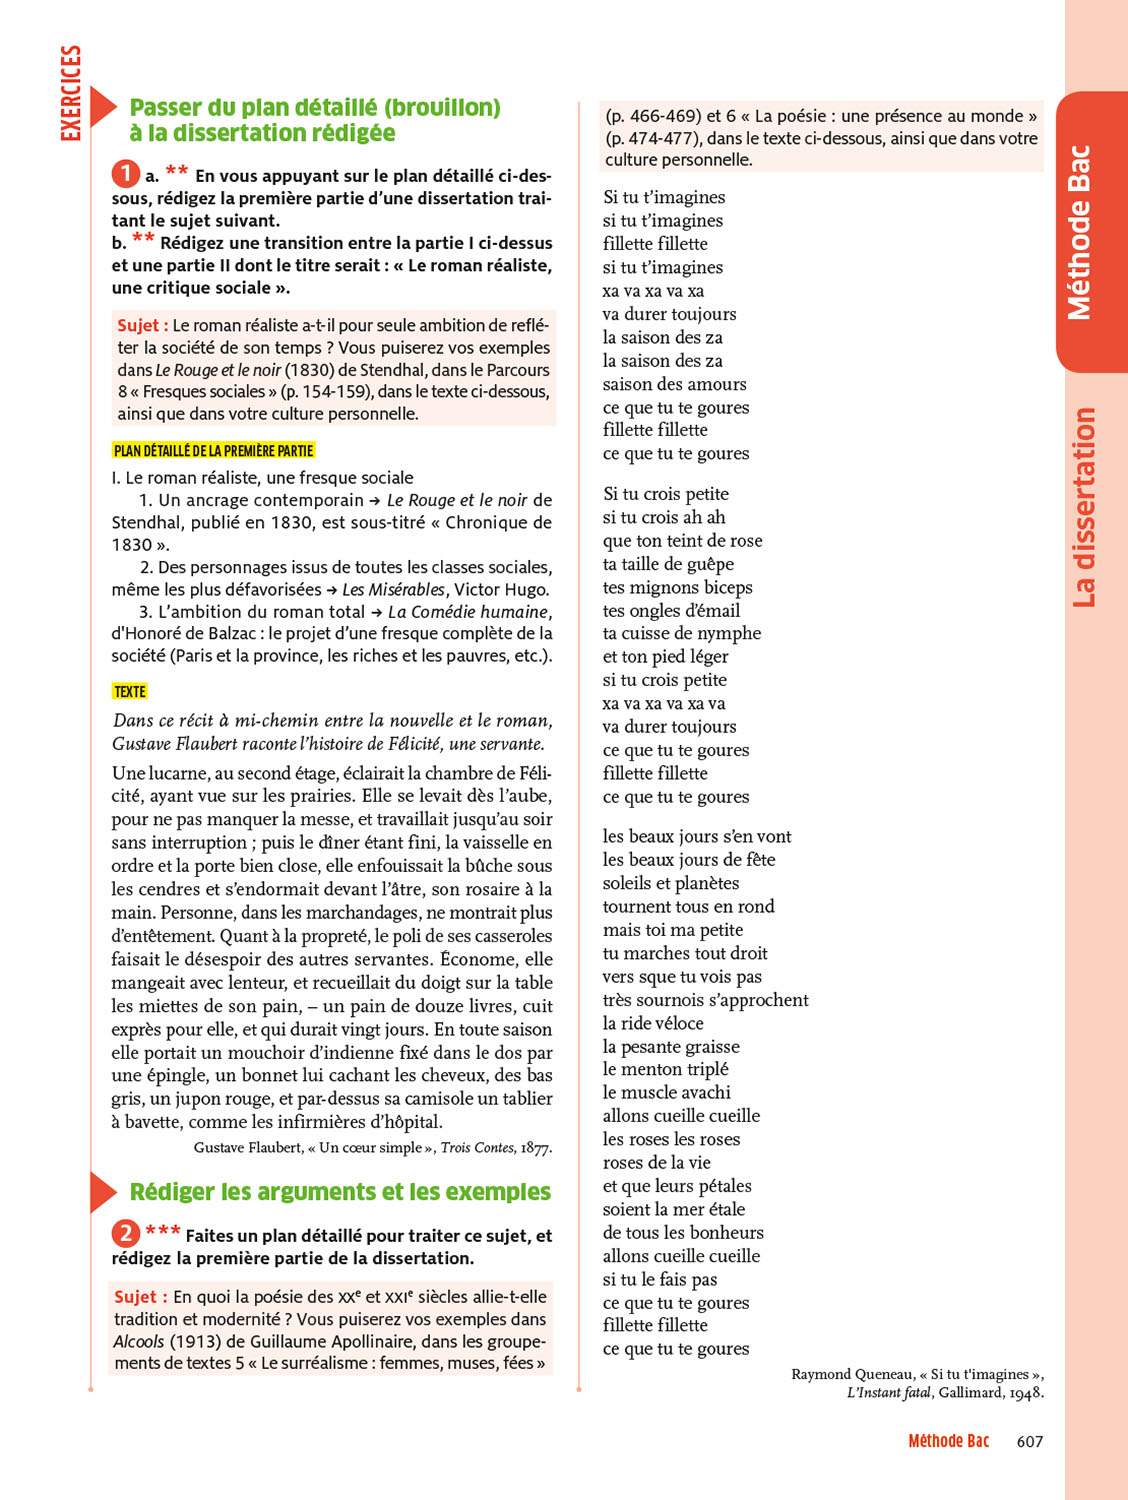 EXERCICES
Passer du plan détaillé (brouillon)
à la dissertation rédigée
1 a. ** En vous appuyant sur le plan détaillé ci-des-
sous, rédigez la première partie d'une dissertation trai-
tant le sujet suivant.
b. ** Rédigez une transition entre la partie I ci-dessus
et une partie II dont le titre serait : « Le roman réaliste,
une critique sociale ».
Sujet : Le roman réaliste a-t-il pour seule ambition de reflé-
ter la société de son temps ? Vous puiserez vos exemples
dans Le Rouge et le noir (1830) de Stendhal, dans le Parcours
8 « Fresques sociales » (p. 154-159), dans le texte ci-dessous,
ainsi que dans votre culture personnelle.
PLAN DÉTAILLÉ DE LA PREMIÈRE PARTIE
I. Le roman réaliste, une fresque sociale
1. Un ancrage contemporain → Le Rouge et le noir de
Stendhal, publié en 1830, est sous-titré « Chronique de
1830 ».
2. Des personnages issus de toutes les classes sociales,
même les plus défavorisées → Les Misérables, Victor Hugo.
3. L'ambition du roman total → La Comédie humaine,
d'Honoré de Balzac : le projet d'une fresque complète de la
société (Paris et la province, les riches et les pauvres, etc.).
TEXTE
Dans ce récit à mi-chemin entre la nouvelle et le roman,
Gustave Flaubert raconte l'histoire de Félicité, une servante.
Une lucarne, au second étage, éclairait la chambre de Féli-
cité, ayant vue sur les prairies. Elle se levait dès l'aube,
pour ne pas manquer la messe, et travaillait jusqu'au soir
sans interruption ; puis le dîner étant fini, la vaisselle en
ordre et la porte bien close, elle enfouissait la bûche sous
les cendres et s'endormait devant l'âtre, son rosaire à la
main. Personne, dans les marchandages, ne montrait plus
d'entêtement. Quant à la propreté, le poli de ses casseroles
faisait le désespoir des autres servantes. Économe, elle
mangeait avec lenteur, et recueillait du doigt sur la table
les miettes de son pain, – un pain de douze livres, cuit
exprès pour elle, et qui durait vingt jours. En toute saison
elle portait un mouchoir d'indienne fixé dans le dos par
une épingle, un bonnet lui cachant les cheveux, des bas
gris, un jupon rouge, et par-dessus sa camisole un tablier
à bavette, comme les infirmières d'hôpital.
Gustave Flaubert, « Un cœur simple », Trois Contes, 1877.
Rédiger les arguments et les exemples
2 *** Faites un plan détaillé pour traiter ce sujet, et
rédigez la première partie de la dissertation.
Sujet : En quoi la poésie des XXe et XXIe siècles allie-t-elle
tradition et modernité ? Vous puiserez vos exemples dans
Alcools (1913) de Guillaume Apollinaire, dans les groupe-
ments de textes 5 « Le surréalisme : femmes, muses, fées »
(p. 466-469) et 6 « La poésie : une présence au monde »
(p. 474-477), dans le texte ci-dessous, ainsi que dans votre
culture personnelle.
Si tu t'imagines
si tu t'imagines
fillette fillette
si tu t'imagines
xa va xa va xa
va durer toujours
la saison des za
la saison des za
saison des amours
ce que tu te goures
fillette fillette
ce que tu te goures
Si tu crois petite
si tu crois ah ah
que ton teint de rose
ta taille de guêpe
tes mignons biceps
tes ongles d'émail
ta cuisse de nymphe
et ton pied léger
si tu crois petite
xa va xa va xa va
va durer toujours
ce que tu te goures
fillette fillette
ce que tu te goures
les beaux jours s'en vont
les beaux jours de fête
soleils et planètes
tournent tous en rond
mais toi ma petite
tu marches tout droit
vers sque tu vois pas
très sournois s'approchent
la ride véloce
la pesante graisse
le menton triplé
le muscle avachi
allons cueille cueille
les roses les roses
roses de la vie
et que leurs pétales
soient la mer étale
de tous les bonheurs
allons cueille cueille
si tu le fais pas
ce que tu te goures
fillette fillette
ce que tu te goures
Raymond Queneau, « Si tu t'imagines »,
L'Instant fatal, Gallimard, 1948.
Méthode Bac
La dissertation
Méthode Bac 607